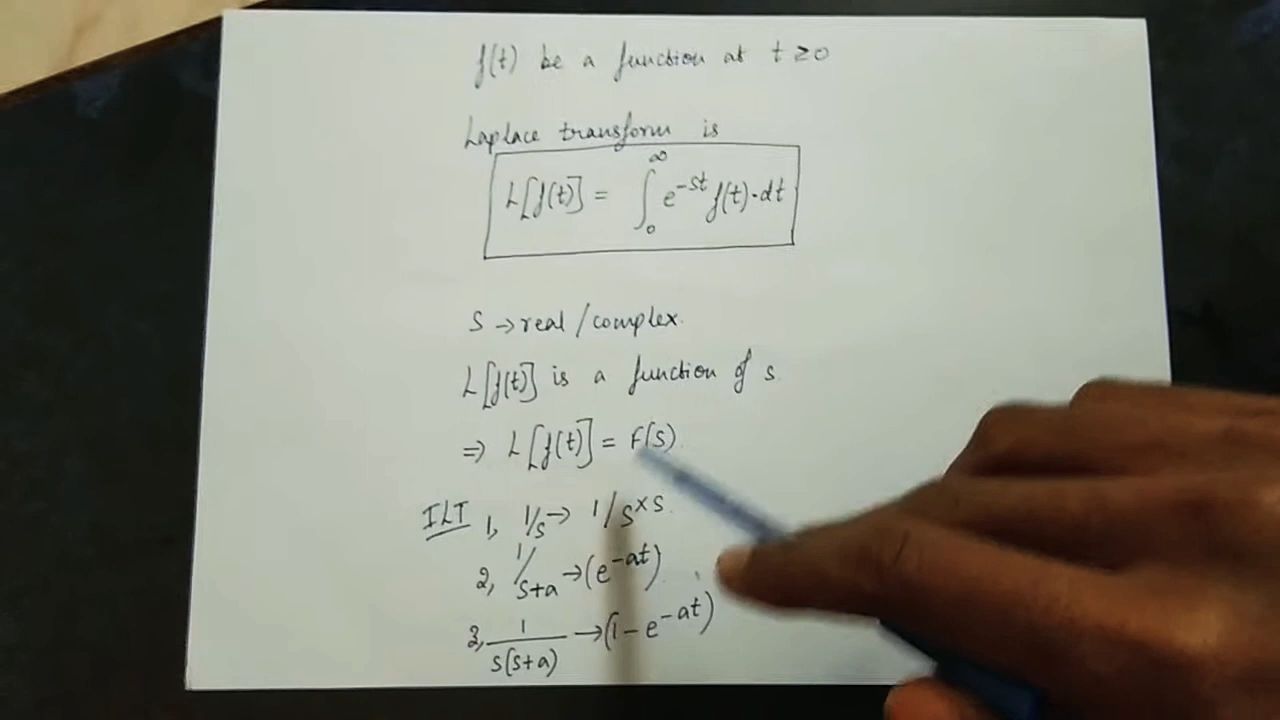 f(t) be a function at t ≥ 0
Laplace transform is
L[f(t)] = ∫₀^∞ e^-st f(t)·dt
S → real/complex.
L[f(t)] is a function of s
⇒ L[f(t)] = F(s).
ILT 1, 1/s → 1/s×s
2, 1/s+a → (e^-at)
3, 1/s(s+a) → (1 - e^-at)